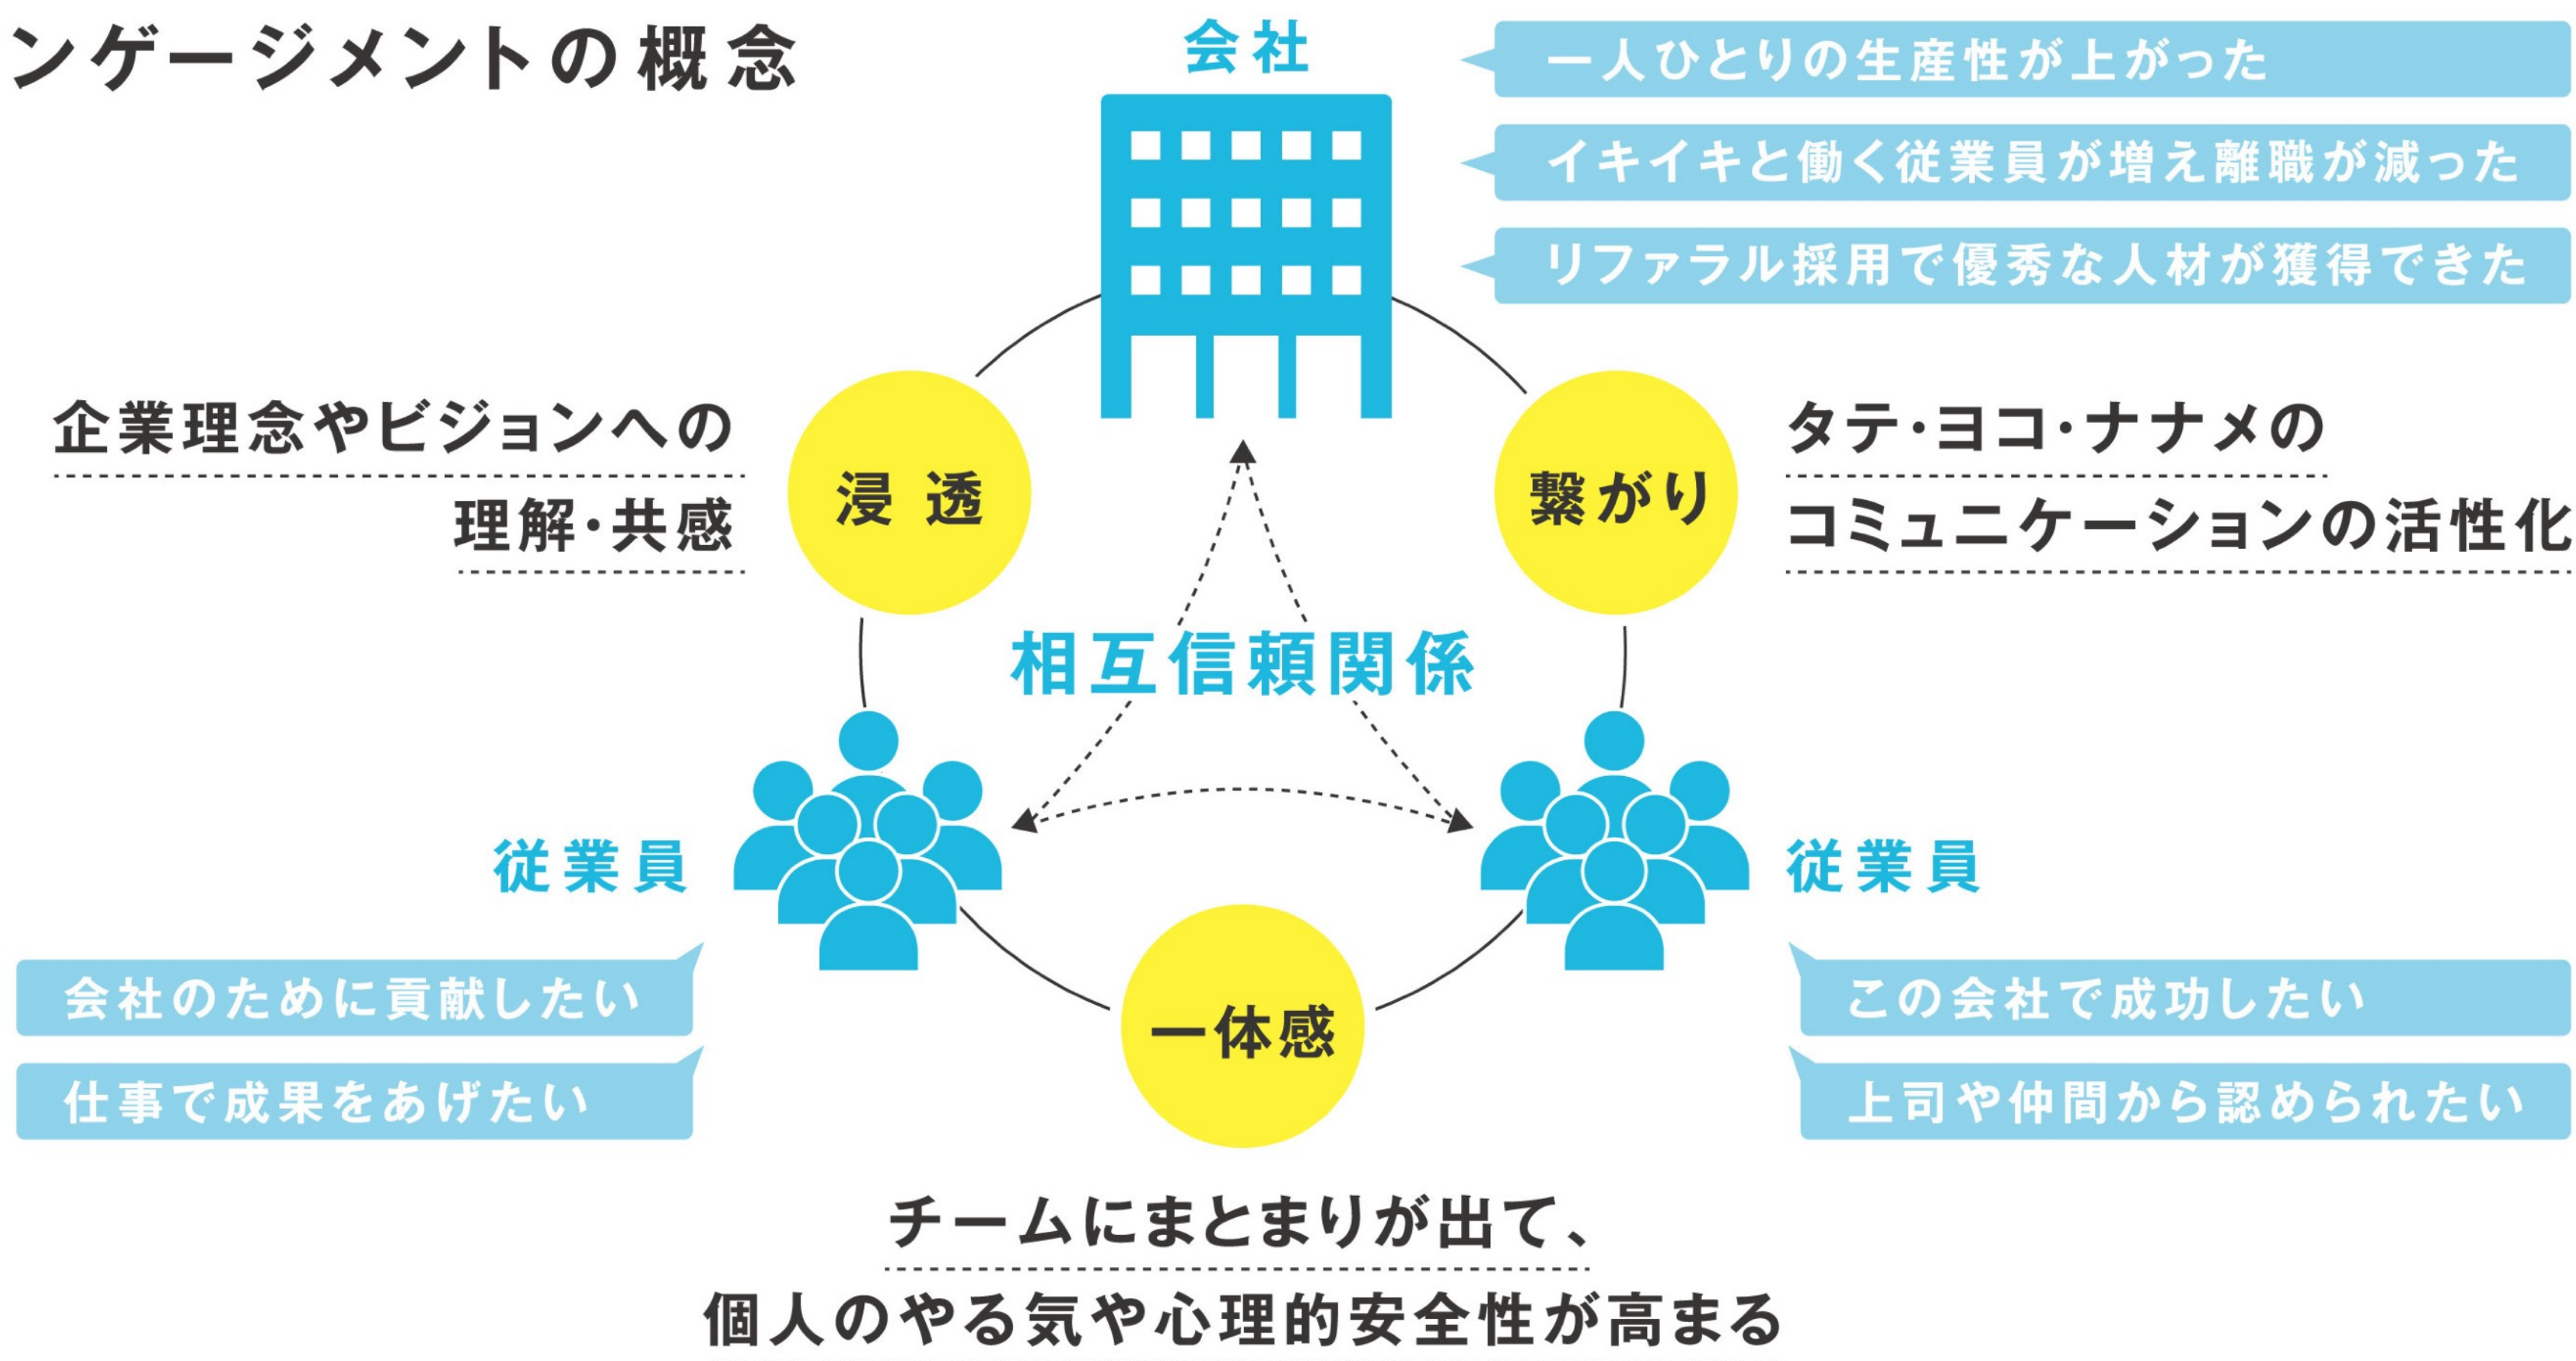 ンゲージメントの概念
会社
一人ひとりの生産性が上がった
イキイキと働く従業員が増え離職が減った
リファラル採用で優秀な人材が獲得できた
企業理念やビジョンへの
理解・共感
浸透
繋がり
タテ・ヨコ・ナナメの
コミュニケーションの活性化
相互信頼関係
従業員
会社のために貢献したい
仕事で成果をあげたい
従業員
この会社で成功したい
上司や仲間から認められたい
一体感
チームにまとまりが出て、
個人のやる気や心理的安全性が高まる